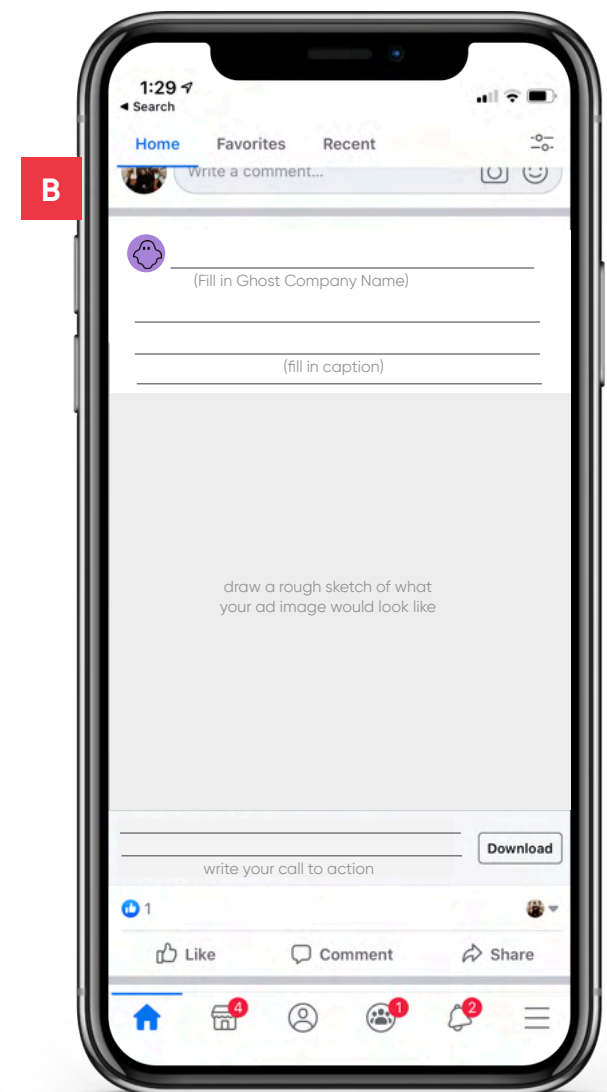 1:29
Search
Home Favorites Recent
B
Write a comment...
(Fill in Ghost Company Name)
(fill in caption)
draw a rough sketch of what
your ad image would look like
Download
write your call to action
1
Like Comment Share
4 1 2